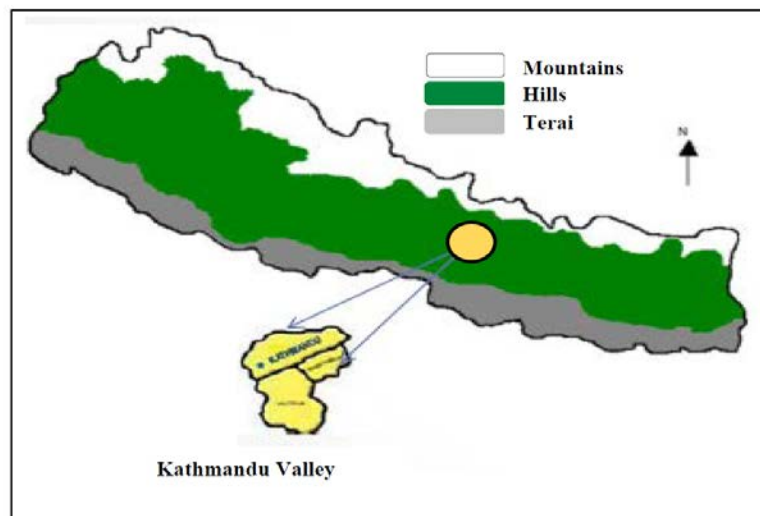 Mountains
Hills
Terai
N
KATHMANDU
Kathmandu Valley